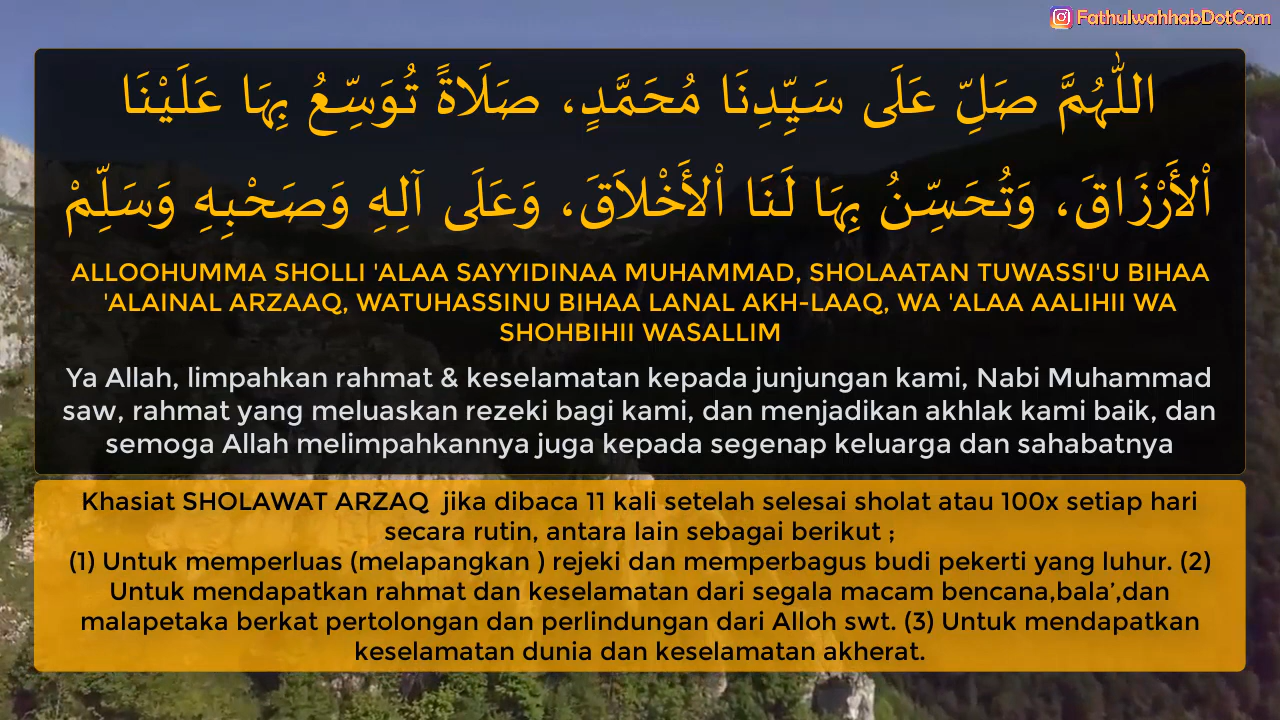 FathulwahhabDotCom
اللّٰهُمَّ صَلِّ عَلَى سَيِّدِنَا مُحَمَّدٍ، صَلَاةً تُوَسِّعُ بِهَا عَلَيْنَا
اْلأَرْزَاقَ، وَتُحَسِّنُ بِهَا لَنَا اْلأَخْلاَقَ، وَعَلَى آلِهِ وَصَحْبِهِ وَسَلِّمْ
ALLOOHUMMA SHOLLI 'ALAA SAYYIDINAA MUHAMMAD, SHOLAATAN TUWASSI'U BIHAA
'ALAINAL ARZAAQ, WATUHASSINU BIHAA LANAL AKH-LAAQ, WA 'ALAA AALIHII WA
SHOHBIHII WASALLIM
Ya Allah, limpahkan rahmat & keselamatan kepada junjungan kami, Nabi Muhammad
saw, rahmat yang meluaskan rezeki bagi kami, dan menjadikan akhlak kami baik, dan
semoga Allah melimpahkannya juga kepada segenap keluarga dan sahabatnya
Khasiat SHOLAWAT ARZAQ  jika dibaca 11 kali setelah selesai sholat atau 100x setiap hari
secara rutin, antara lain sebagai berikut ;
(1) Untuk memperluas (melapangkan ) rejeki dan memperbagus budi pekerti yang luhur. (2)
Untuk mendapatkan rahmat dan keselamatan dari segala macam bencana,bala’,dan
malapetaka berkat pertolongan dan perlindungan dari Alloh swt. (3) Untuk mendapatkan
keselamatan dunia dan keselamatan akherat.